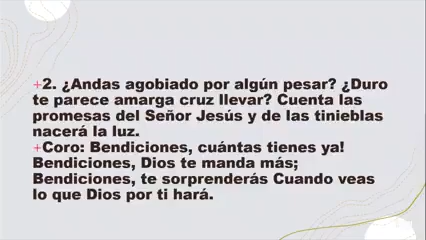 +2. ¿Andas agobiado por algún pesar? ¿Duro
te parece amarga cruz llevar? Cuenta las
promesas del Señor Jesús y de las tinieblas
nacerá la luz.
+Coro: Bendiciones, cuántas tienes ya!
Bendiciones, Dios te manda más;
Bendiciones, te sorprenderás Cuando veas
lo que Dios por ti hará.